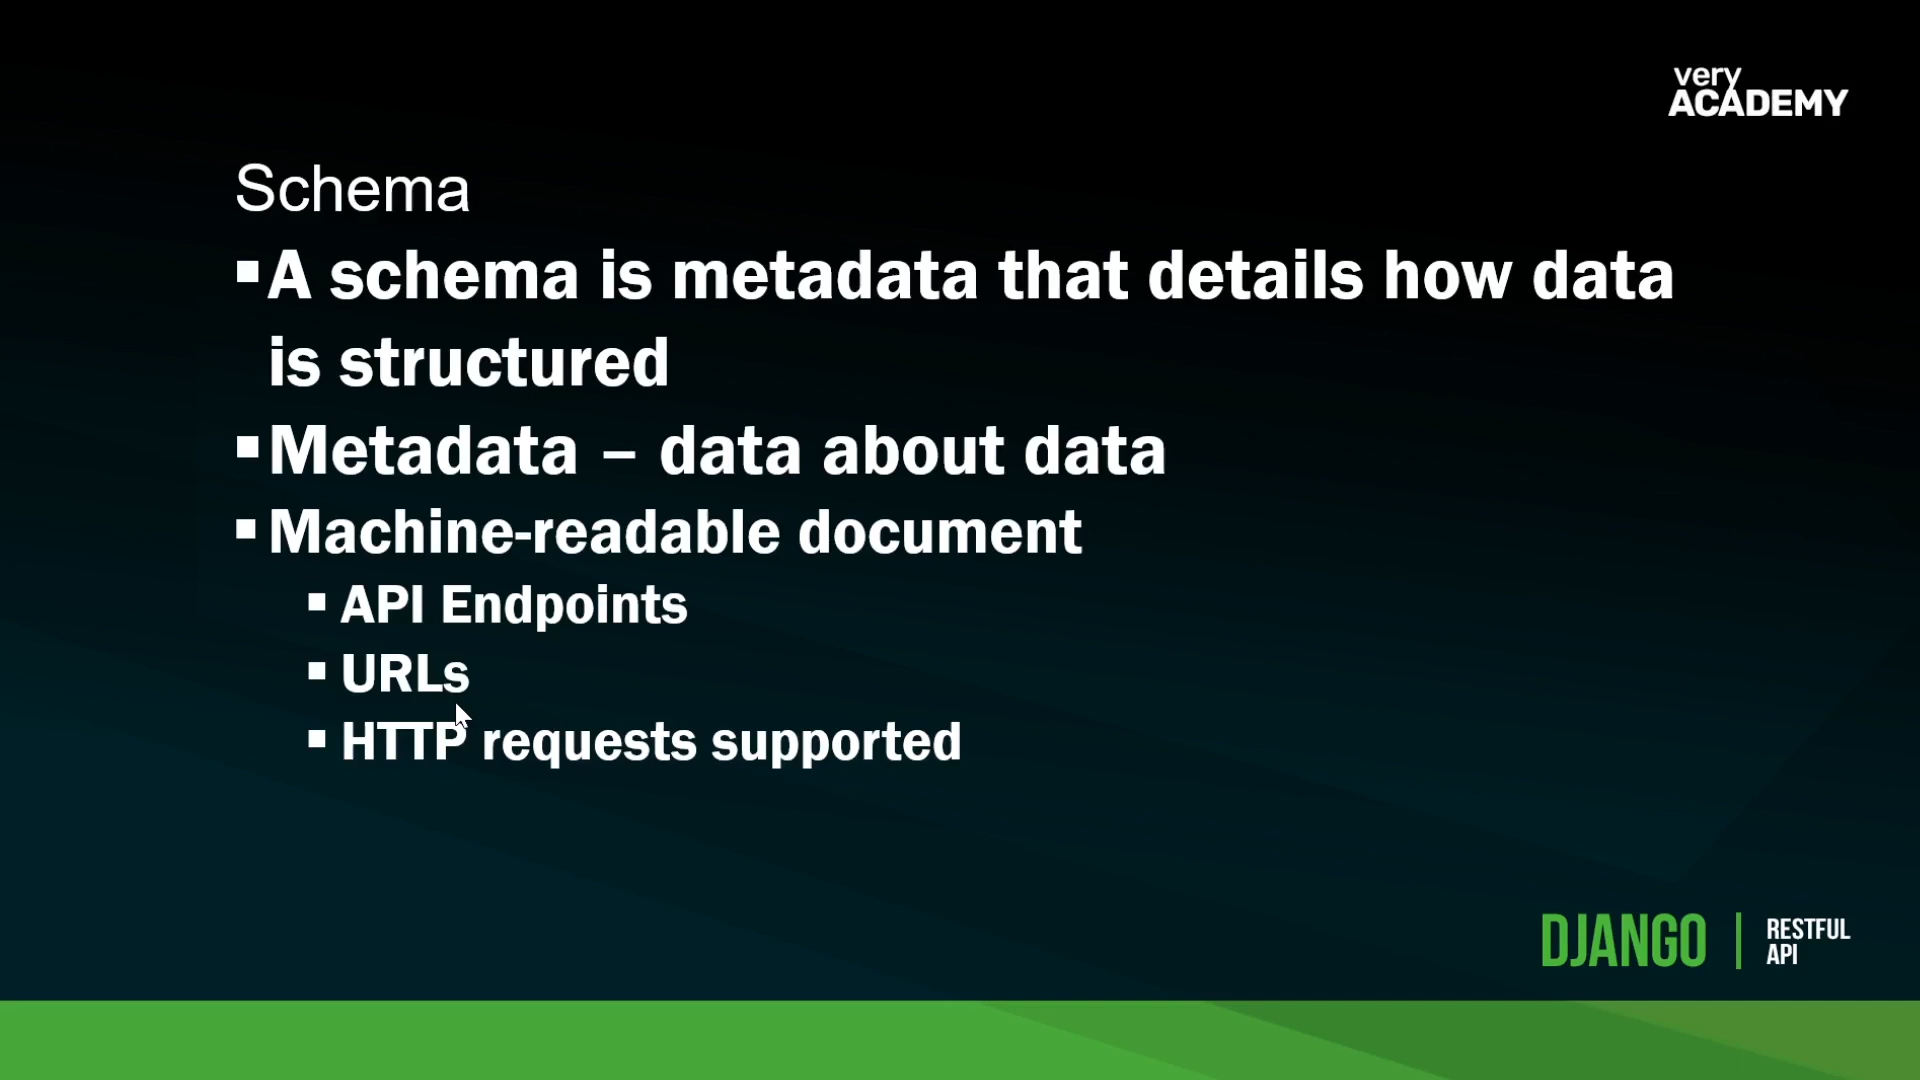 very
ACADEMY
Schema
▪A schema is metadata that details how data
is structured
▪Metadata – data about data
▪Machine-readable document
▪API Endpoints
▪URLs
▪HTTP requests supported
DJANGO
RESTFUL
API